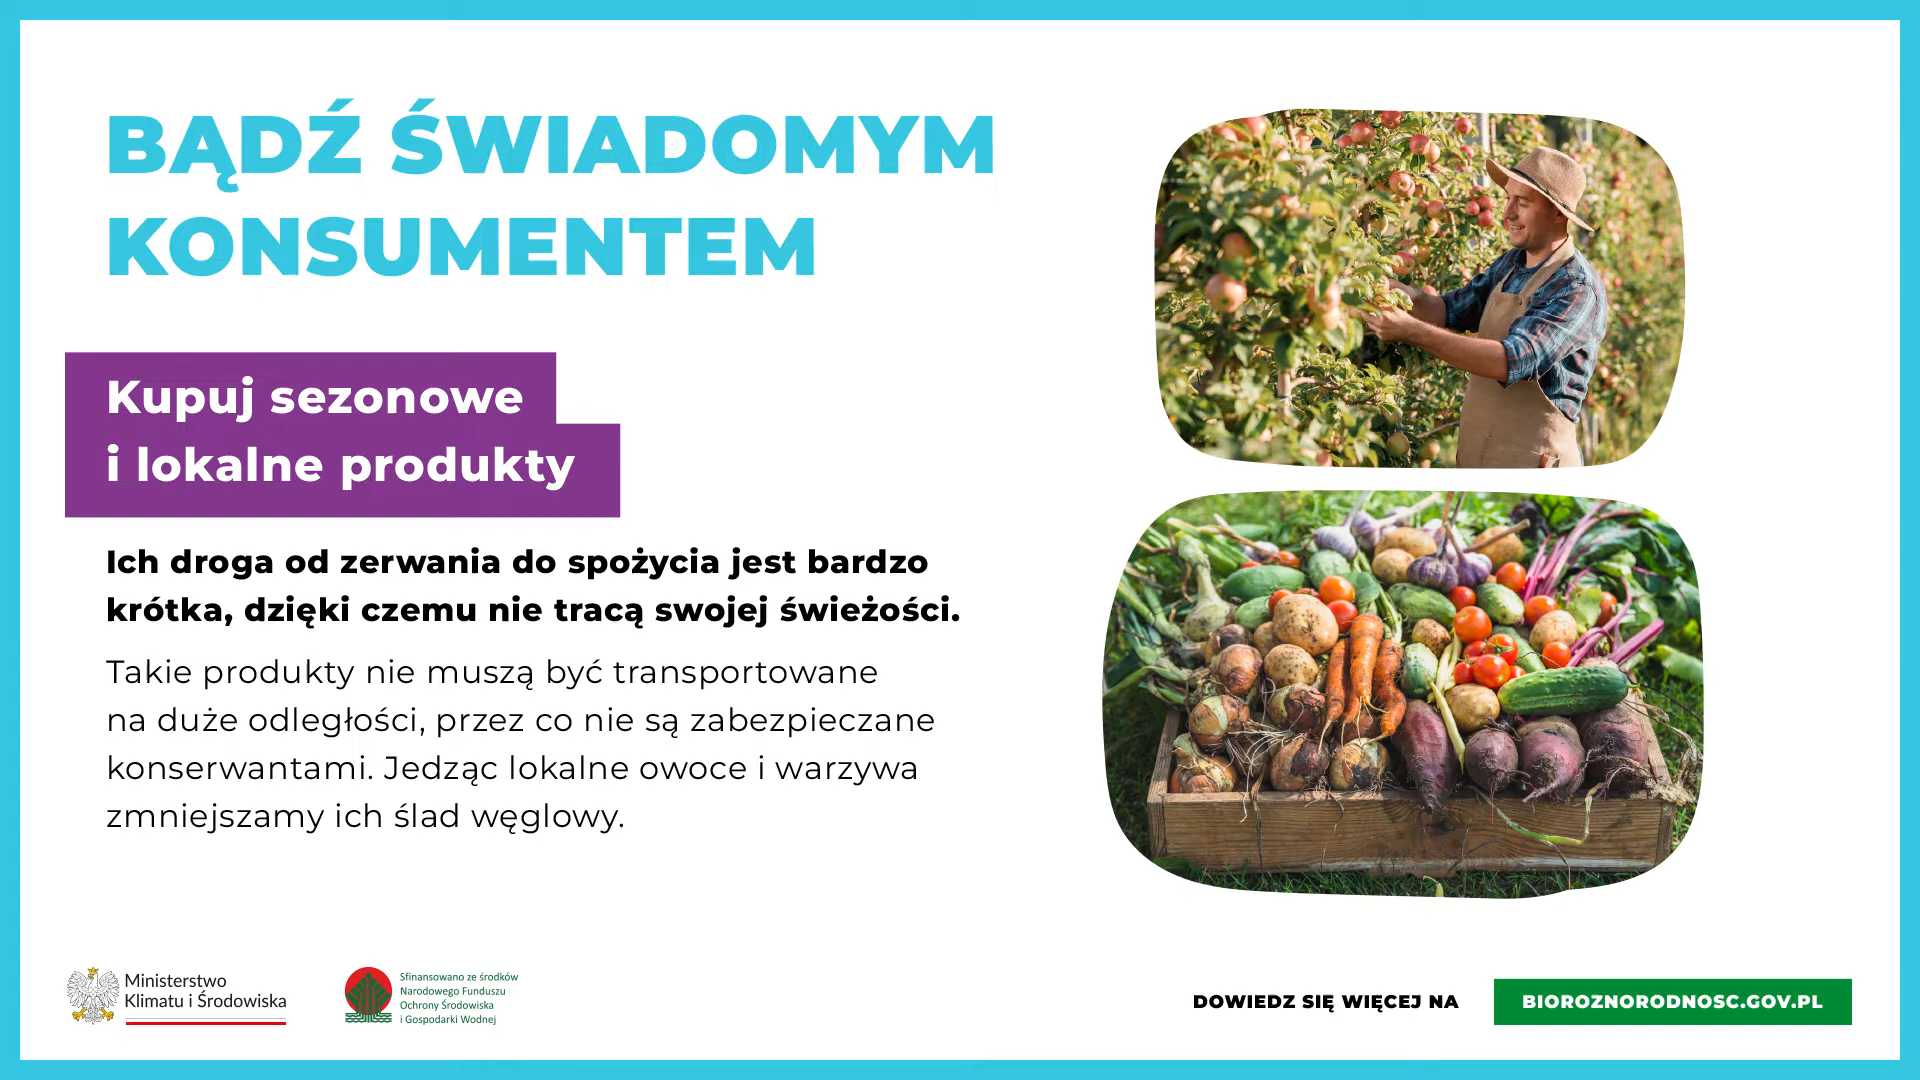 BĄDŹ ŚWIADOMYM
KONSUMENTEM
Kupuj sezonowe
i lokalne produkty
Ich droga od zerwania do spożycia jest bardzo
krótka, dzięki czemu nie tracą swojej świeżości.
Takie produkty nie muszą być transportowane
na duże odległości, przez co nie są zabezpieczane
konserwantami. Jedząc lokalne owoce i warzywa
zmniejszamy ich ślad węglowy.
Ministerstwo
Klimatu i Środowiska
Sfinansowano ze środków
Narodowego Funduszu
Ochrony Środowiska
i Gospodarki Wodnej
DOWIEDZ SIĘ WIĘCEJ NA
BIOROZNORODNOSC.GOV.PL